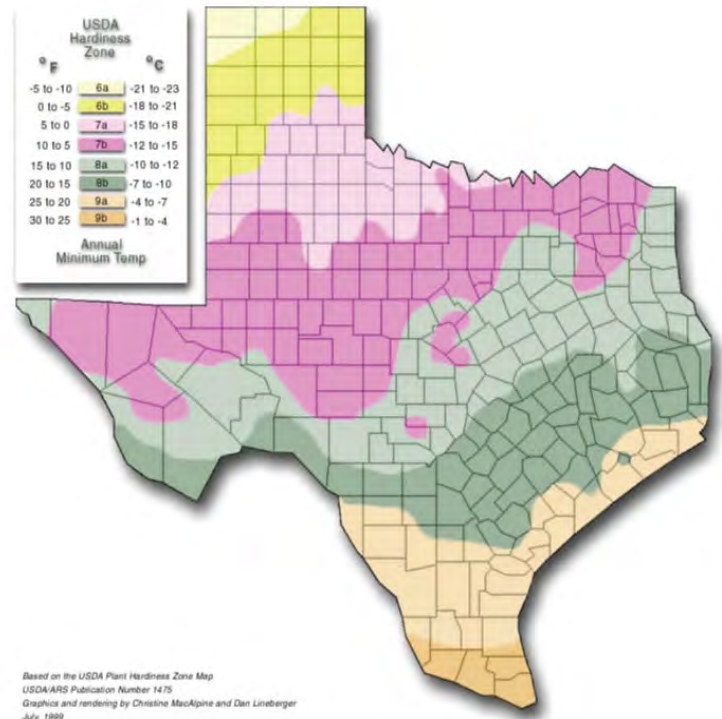 USDA
Hardiness
Zone
°F °C
-5 to -10 6a -21 to -23
0 to -5 6b -18 to -21
5 to 0 7a -15 to -18
10 to 5 7b -12 to -15
15 to 10 8a -10 to -12
20 to 15 8b -7 to -10
25 to 20 9a -4 to -7
30 to 25 9b -1 to -4
Annual
Minimum Temp
Based on the USDA Plant Hardiness Zone Map
USDA/ARS Publication Number 1475
Graphics and rendering by Christine MacAlpine and Dan Lineberger
July, 1999